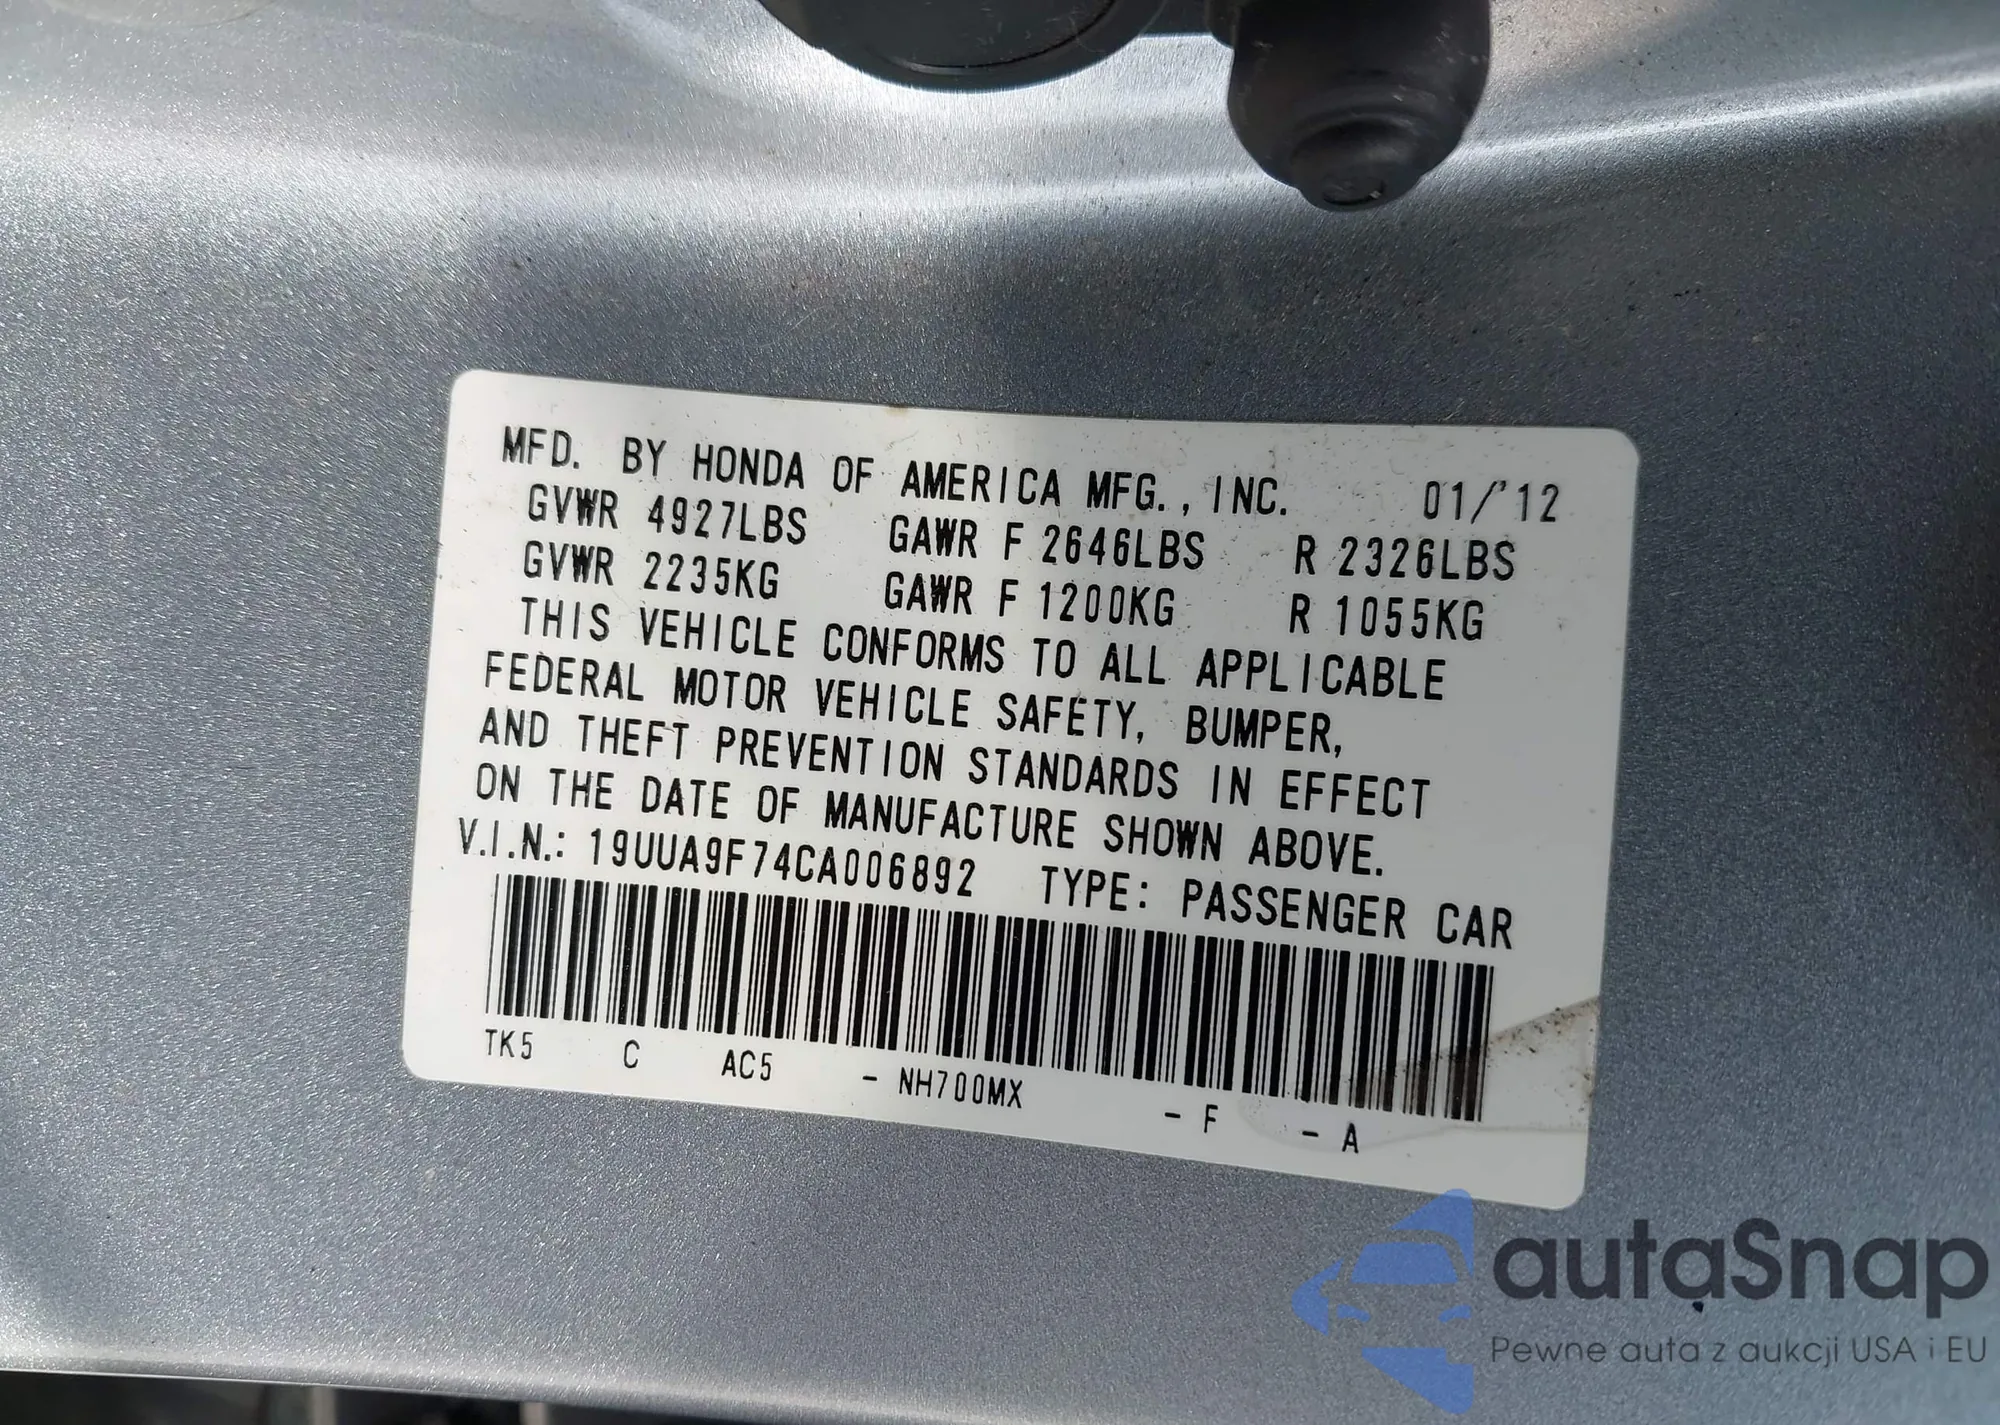 MFD. BY HONDA OF AMERICA MFG., INC. 01/'12
GVWR 4927LBS GAWR F 2646LBS R 2326LBS
GVWR 2235KG GAWR F 1200KG R 1055KG
THIS VEHICLE CONFORMS TO ALL APPLICABLE
FEDERAL MOTOR VEHICLE SAFETY, BUMPER,
AND THEFT PREVENTION STANDARDS IN EFFECT
ON THE DATE OF MANUFACTURE SHOWN ABOVE.
V.I.N.: 19UUA9F74CA006892 TYPE: PASSENGER CAR
TK5 C AC5 - NH700MX - F - A
autaSnap
Pewne auta z aukcji USA i EU